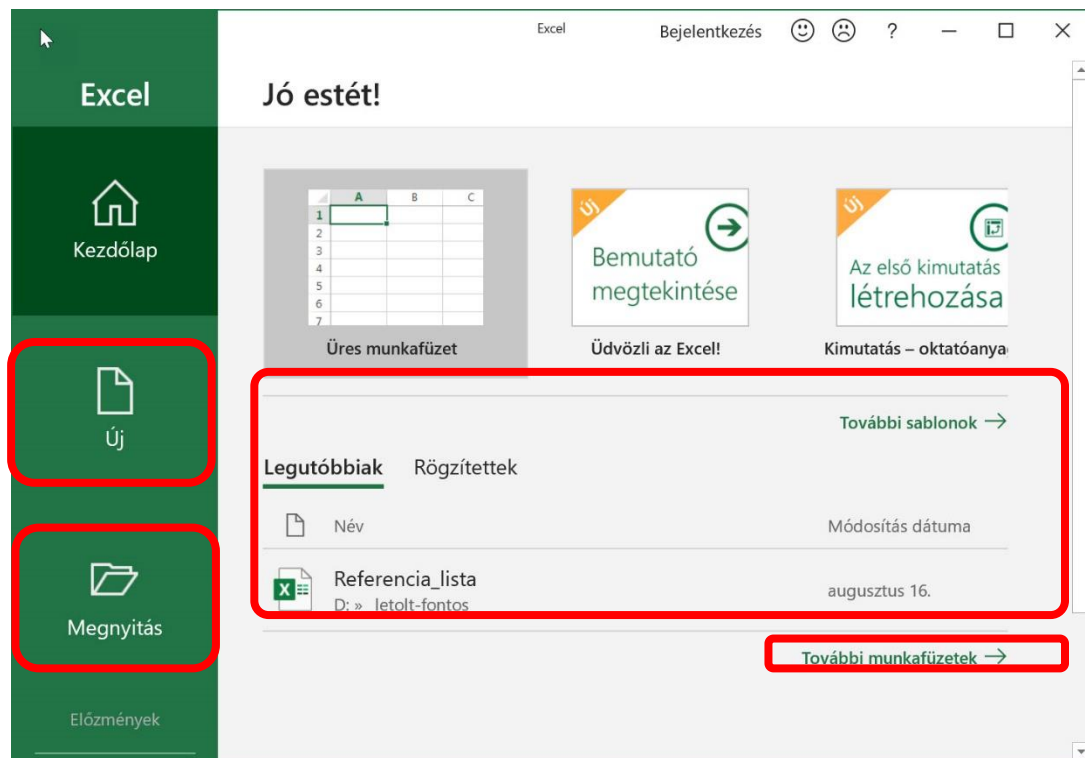 Excel Bejelentkezés ?
Excel
Jó estét!
Kezdőlap
Új
Megnyitás
Előzmények
A B C
1
2
3
4
5
6
7
Üres munkafüzet
Új
Bemutató
megtekintése
Üdvözli az Excel!
Új
Az első kimutatás
létrehozása
Kimutatás – oktatóanya
További sablonok
Legutóbbiak Rögzítettek
Név Módosítás dátuma
Referencia_lista
D: » letolt-fontos
augusztus 16.
További munkafüzetek